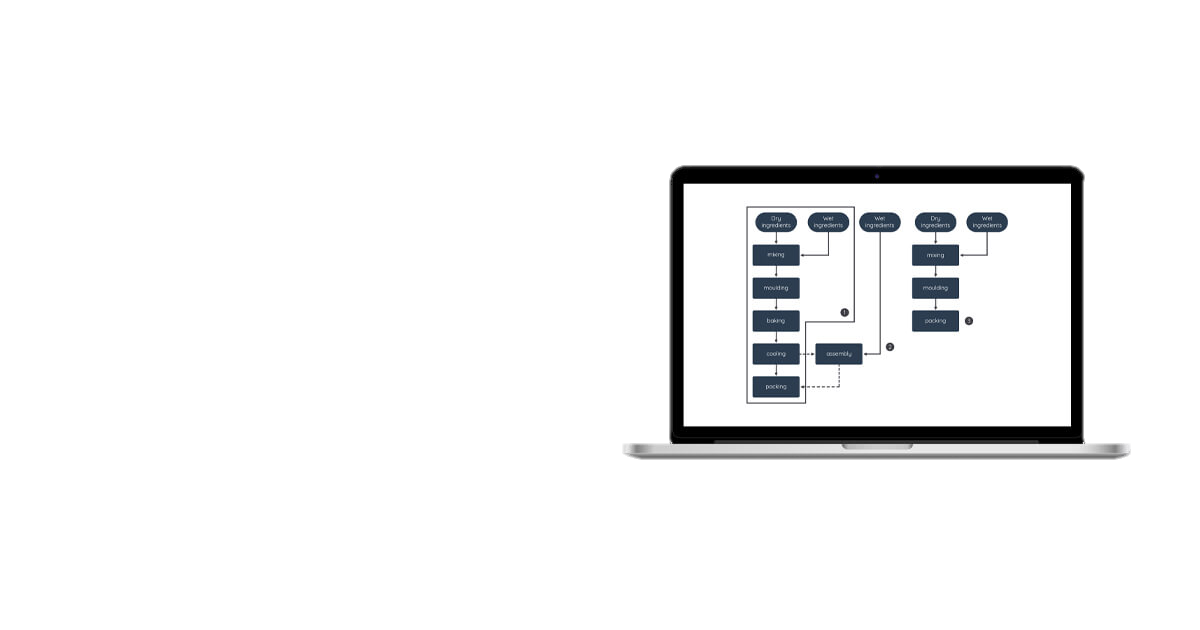 Dry
ingredients
Wet
ingredients
Wet
ingredients
Dry
ingredients
Wet
ingredients
mixing
mixing
moulding
moulding
1
baking
packing
3
2
cooling
assembly
packing